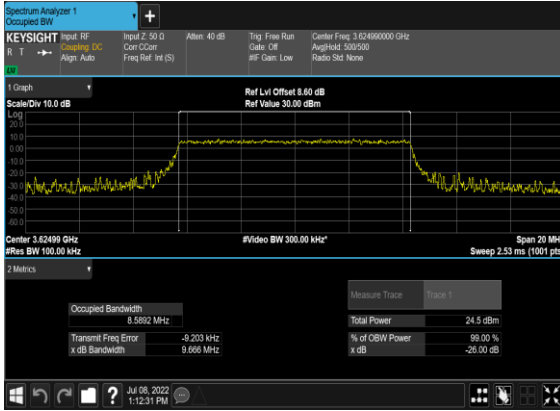 Spectrum Analyzer 1
Occupied BW
KEYSIGHT Input: RF Input Z: 50 Ω Atten: 40 dB Trig: Free Run Center Freq: 3.624990000 GHz
R T Coupling: DC Corr CCorr Gate: Off Avg|Hold: 500/500
Align: Auto Freq Ref: Int (S) #IF Gain: Low Radio Std: None
1 Graph
Ref Lvl Offset 8.60 dB
Scale/Div 10.0 dB Ref Value 30.00 dBm
Log
20.0
10.0
0.00
-10.0
-20.0
-30.0
-40.0
-50.0
-60.0
Center 3.62499 GHz #Video BW 300.00 kHz* Span 20 MH
#Res BW 100.00 kHz Sweep 2.53 ms (1001 pts
2 Metrics
Measure Trace Trace 1
Occupied Bandwidth
8.5892 MHz Total Power 24.5 dBm
Transmit Freq Error -9.203 kHz % of OBW Power 99.00 %
x dB Bandwidth 9.666 MHz x dB -26.00 dB
? Jul 08, 2022
1:12:31 PM